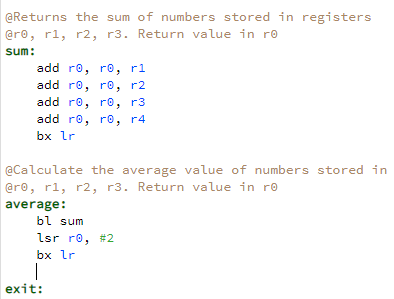 @Returns the sum of numbers stored in registers
@r0, r1, r2, r3. Return value in r0
sum:
add r0, r0, r1
add r0, r0, r2
add r0, r0, r3
add r0, r0, r4
bx lr
@Calculate the average value of numbers stored in
@r0, r1, r2, r3. Return value in r0
average:
bl sum
lsr r0, #2
bx lr
exit: